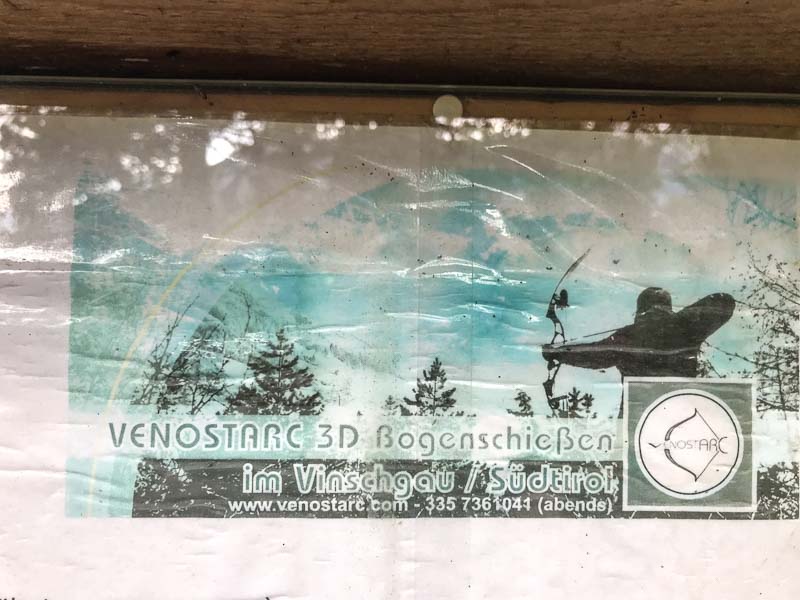 VENOSTARC 3D Bogenschießen
im Vinschgau / Südtirol
www.venostarc.com - 335 7361041 (abends)
VENOSTARC